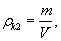 ρₖ₂ = m/V,